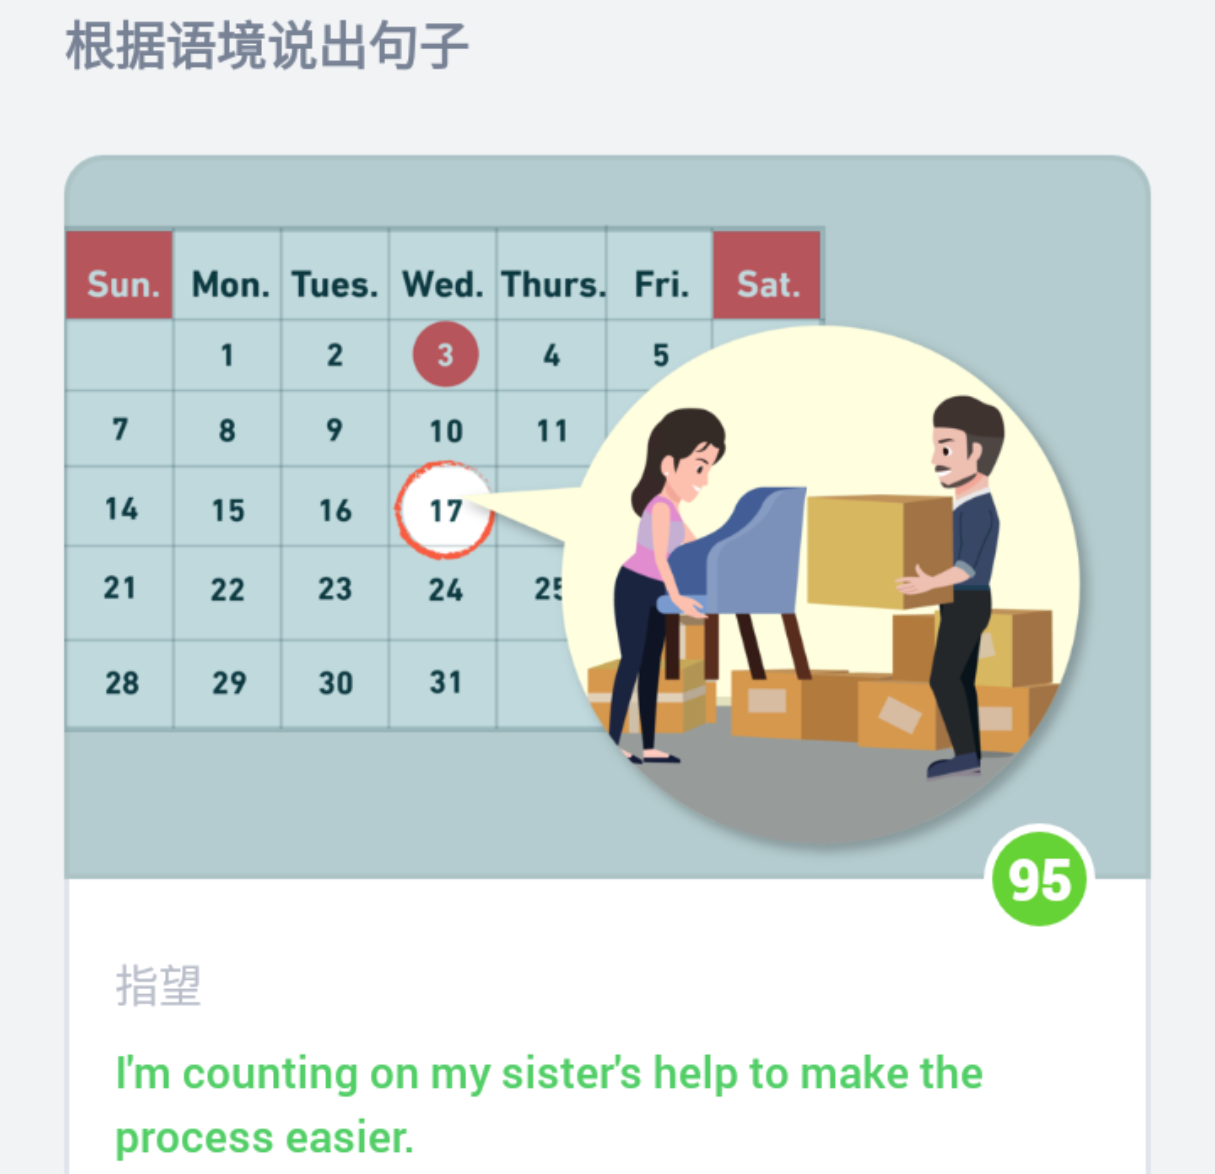 根据语境说出句子
Sun. Mon. Tues. Wed. Thurs. Fri. Sat.
1 2 3 4 5
7 8 9 10 11
14 15 16 17
21 22 23 24 25
28 29 30 31
95
指望
I'm counting on my sister's help to make the
process easier.